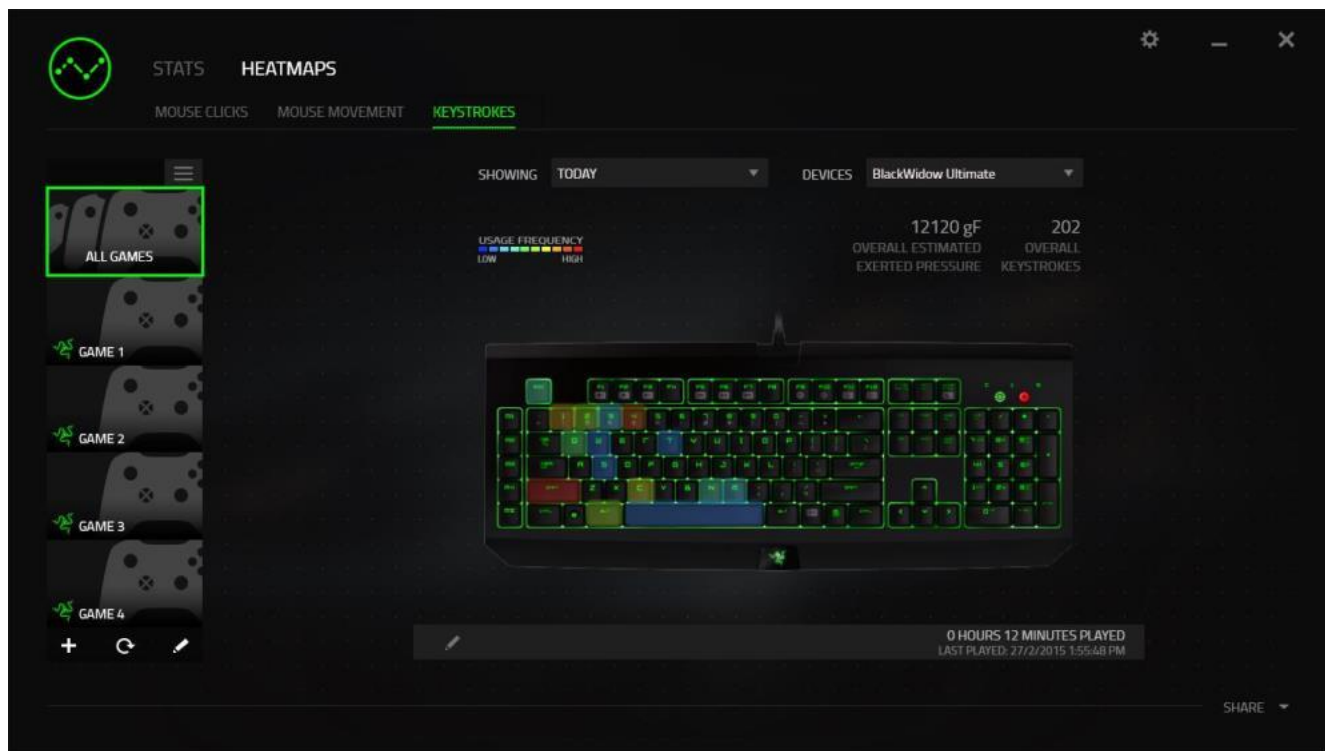 STATS HEATMAPS
MOUSE CLICKS MOUSE MOVEMENT KEYSTROKES
SHOWING TODAY DEVICES BlackWidow Ultimate
12120 gF 202
USAGE FREQUENCY
LOW HIGH
OVERALL ESTIMATED OVERALL
EXERTED PRESSURE KEYSTROKES
ALL GAMES
GAME 1
GAME 2
GAME 3
GAME 4
0 HOURS 12 MINUTES PLAYED
LAST PLAYED: 27/2/2015 1:55:48 PM
SHARE